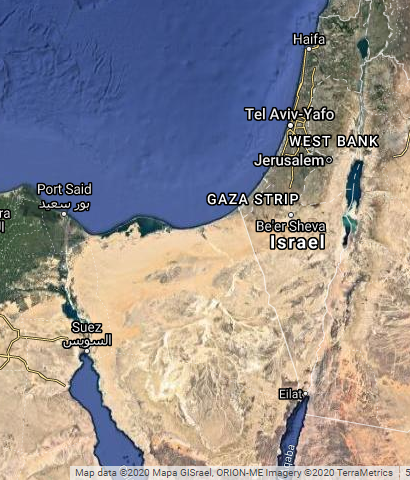 Haifa
Tel Aviv-Yafo
WEST BANK
Jerusalem
Port Said
بور سعيد
GAZA STRIP
Be'er Sheva
Israel
Suez
السويس
Eilat
Map data ©2020 Mapa GISrael, ORION-ME Imagery ©2020 TerraMetrics